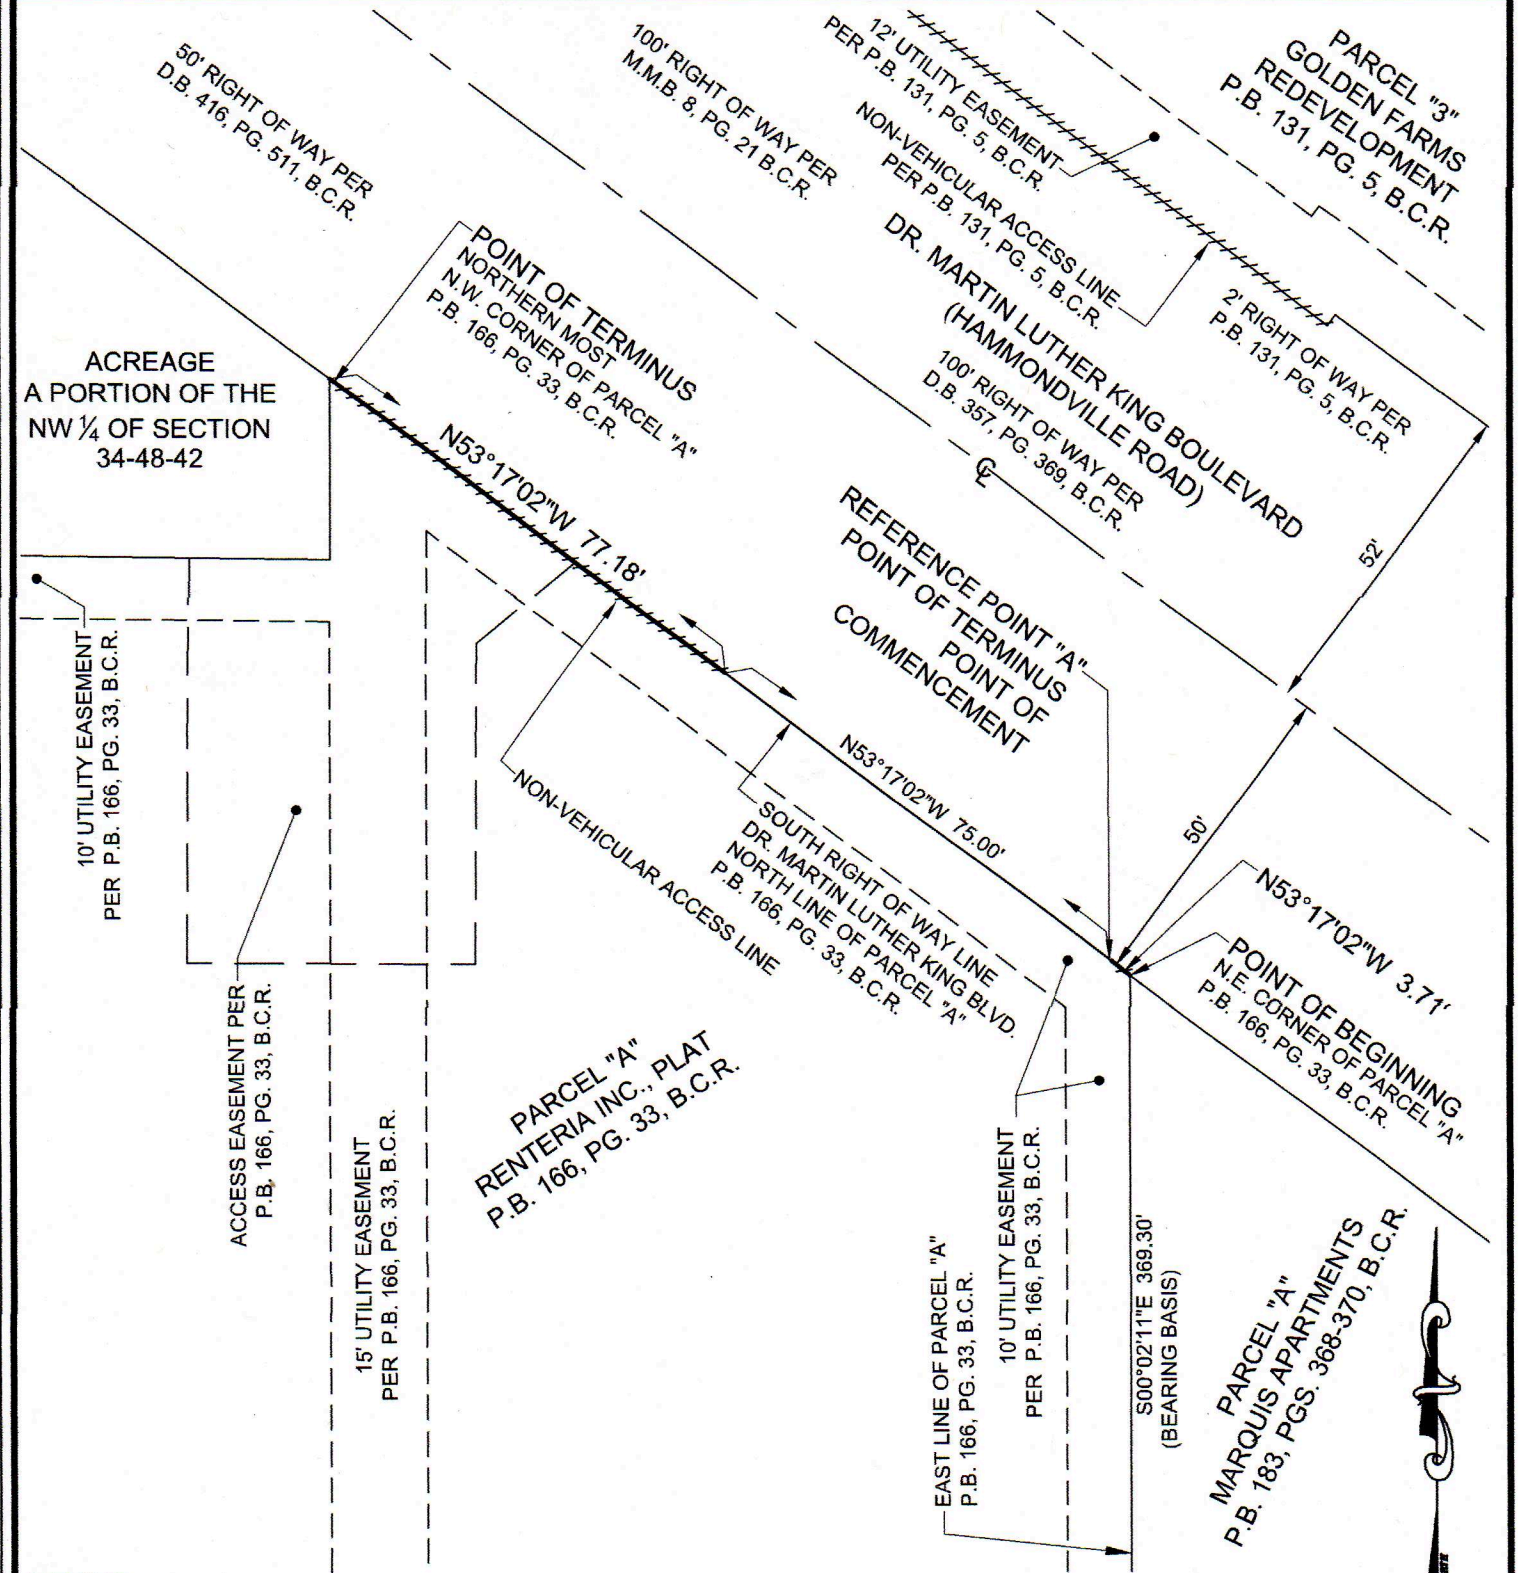 50' RIGHT OF WAY PER
D.B. 416, PG. 511, B.C.R.
100' RIGHT OF WAY PER
M.M.B. 8, PG. 21 B.C.R.
12' UTILITY EASEMENT
PER P.B. 131, PG. 5, B.C.R.
NON-VEHICULAR ACCESS LINE
PER P.B. 131, PG. 5, B.C.R.
PARCEL "3"
GOLDEN FARMS
REDEVELOPMENT
P.B. 131, PG. 5, B.C.R.
DR. MARTIN LUTHER KING BOULEVARD
(HAMMONDVILLE ROAD)
100' RIGHT OF WAY PER
D.B. 357, PG. 369, B.C.R.
2' RIGHT OF WAY PER
P.B. 131, PG. 5, B.C.R.
POINT OF TERMINUS
NORTHERN MOST
N.W. CORNER OF PARCEL "A"
P.B. 166, PG. 33, B.C.R.
ACREAGE
A PORTION OF THE
NW ¼ OF SECTION
34-48-42
N53°17'02"W 77.18'
℄
52'
REFERENCE POINT "A"
POINT OF TERMINUS
POINT OF
COMMENCEMENT
10' UTILITY EASEMENT
PER P.B. 166, PG. 33, B.C.R.
N53°17'02"W 75.00'
50'
NON-VEHICULAR ACCESS LINE
SOUTH RIGHT OF WAY LINE
DR. MARTIN LUTHER KING BLVD.
NORTH LINE OF PARCEL "A"
P.B. 166, PG. 33, B.C.R.
N53°17'02"W 3.71'
POINT OF BEGINNING
N.E. CORNER OF PARCEL "A"
P.B. 166, PG. 33, B.C.R.
ACCESS EASEMENT PER
P.B. 166, PG. 33, B.C.R.
PARCEL "A"
RENTERIA INC., PLAT
P.B. 166, PG. 33, B.C.R.
15' UTILITY EASEMENT
PER P.B. 166, PG. 33, B.C.R.
10' UTILITY EASEMENT
PER P.B. 166, PG. 33, B.C.R.
EAST LINE OF PARCEL "A"
P.B. 166, PG. 33, B.C.R.
S00°02'11"E 369.30'
(BEARING BASIS)
PARCEL "A"
MARQUIS APARTMENTS
P.B. 183, PGS. 368-370, B.C.R.